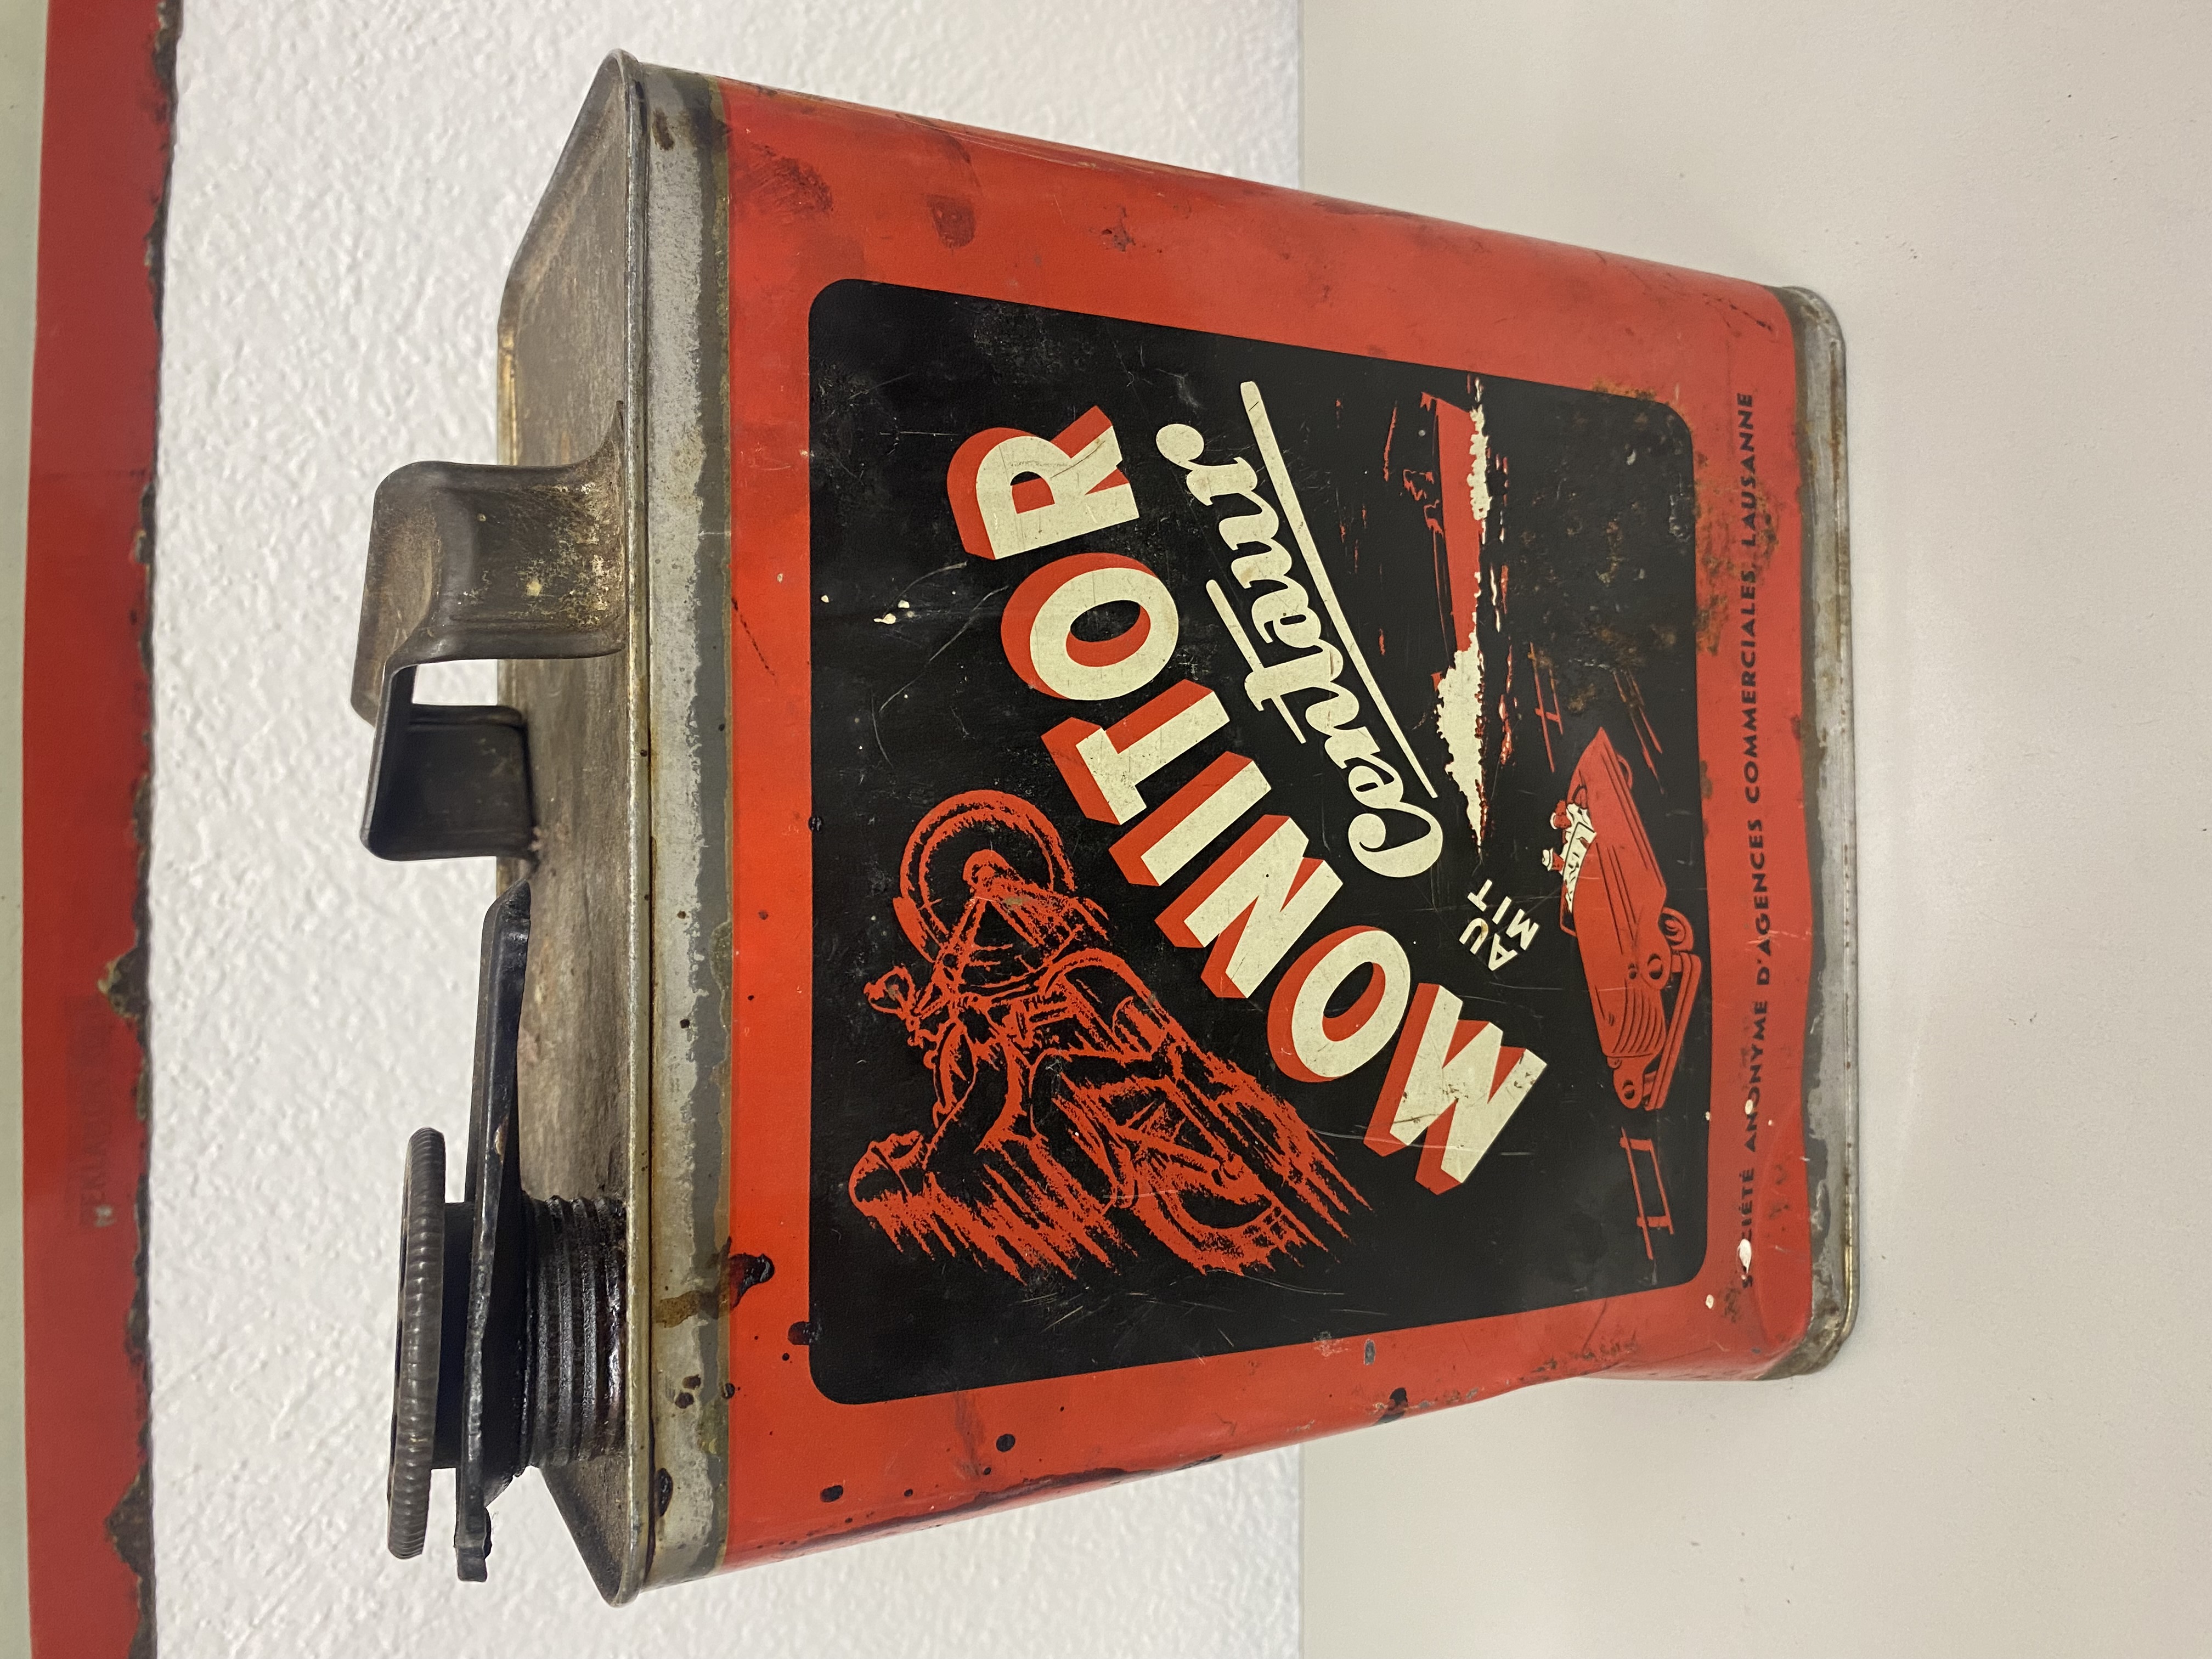 MONITOR
AU
MIT
Centaur
SOCIÉTÉ ANONYME D'AGENCES COMMERCIALES, LAUSANNE